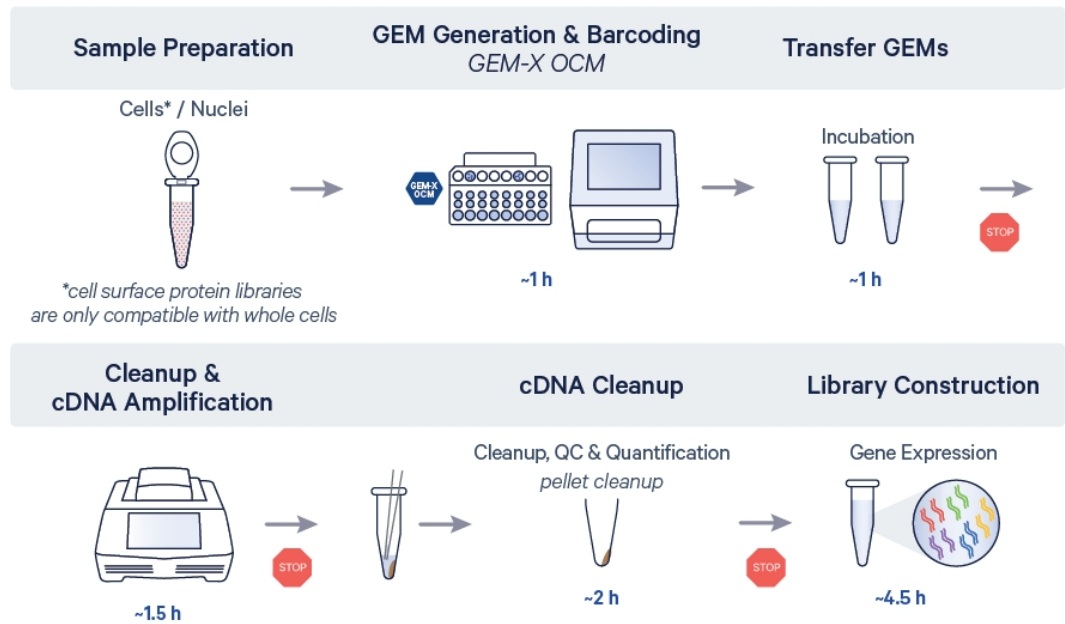 Sample Preparation
GEM Generation & Barcoding
GEM-X OCM
Transfer GEMs
Cells* / Nuclei
GEM-X
OCM
Incubation
STOP
~1 h
~1 h
*cell surface protein libraries
are only compatible with whole cells
Cleanup &
cDNA Amplification
cDNA Cleanup
Library Construction
Cleanup, QC & Quantification
pellet cleanup
Gene Expression
STOP
STOP
~1.5 h
~2 h
~4.5 h